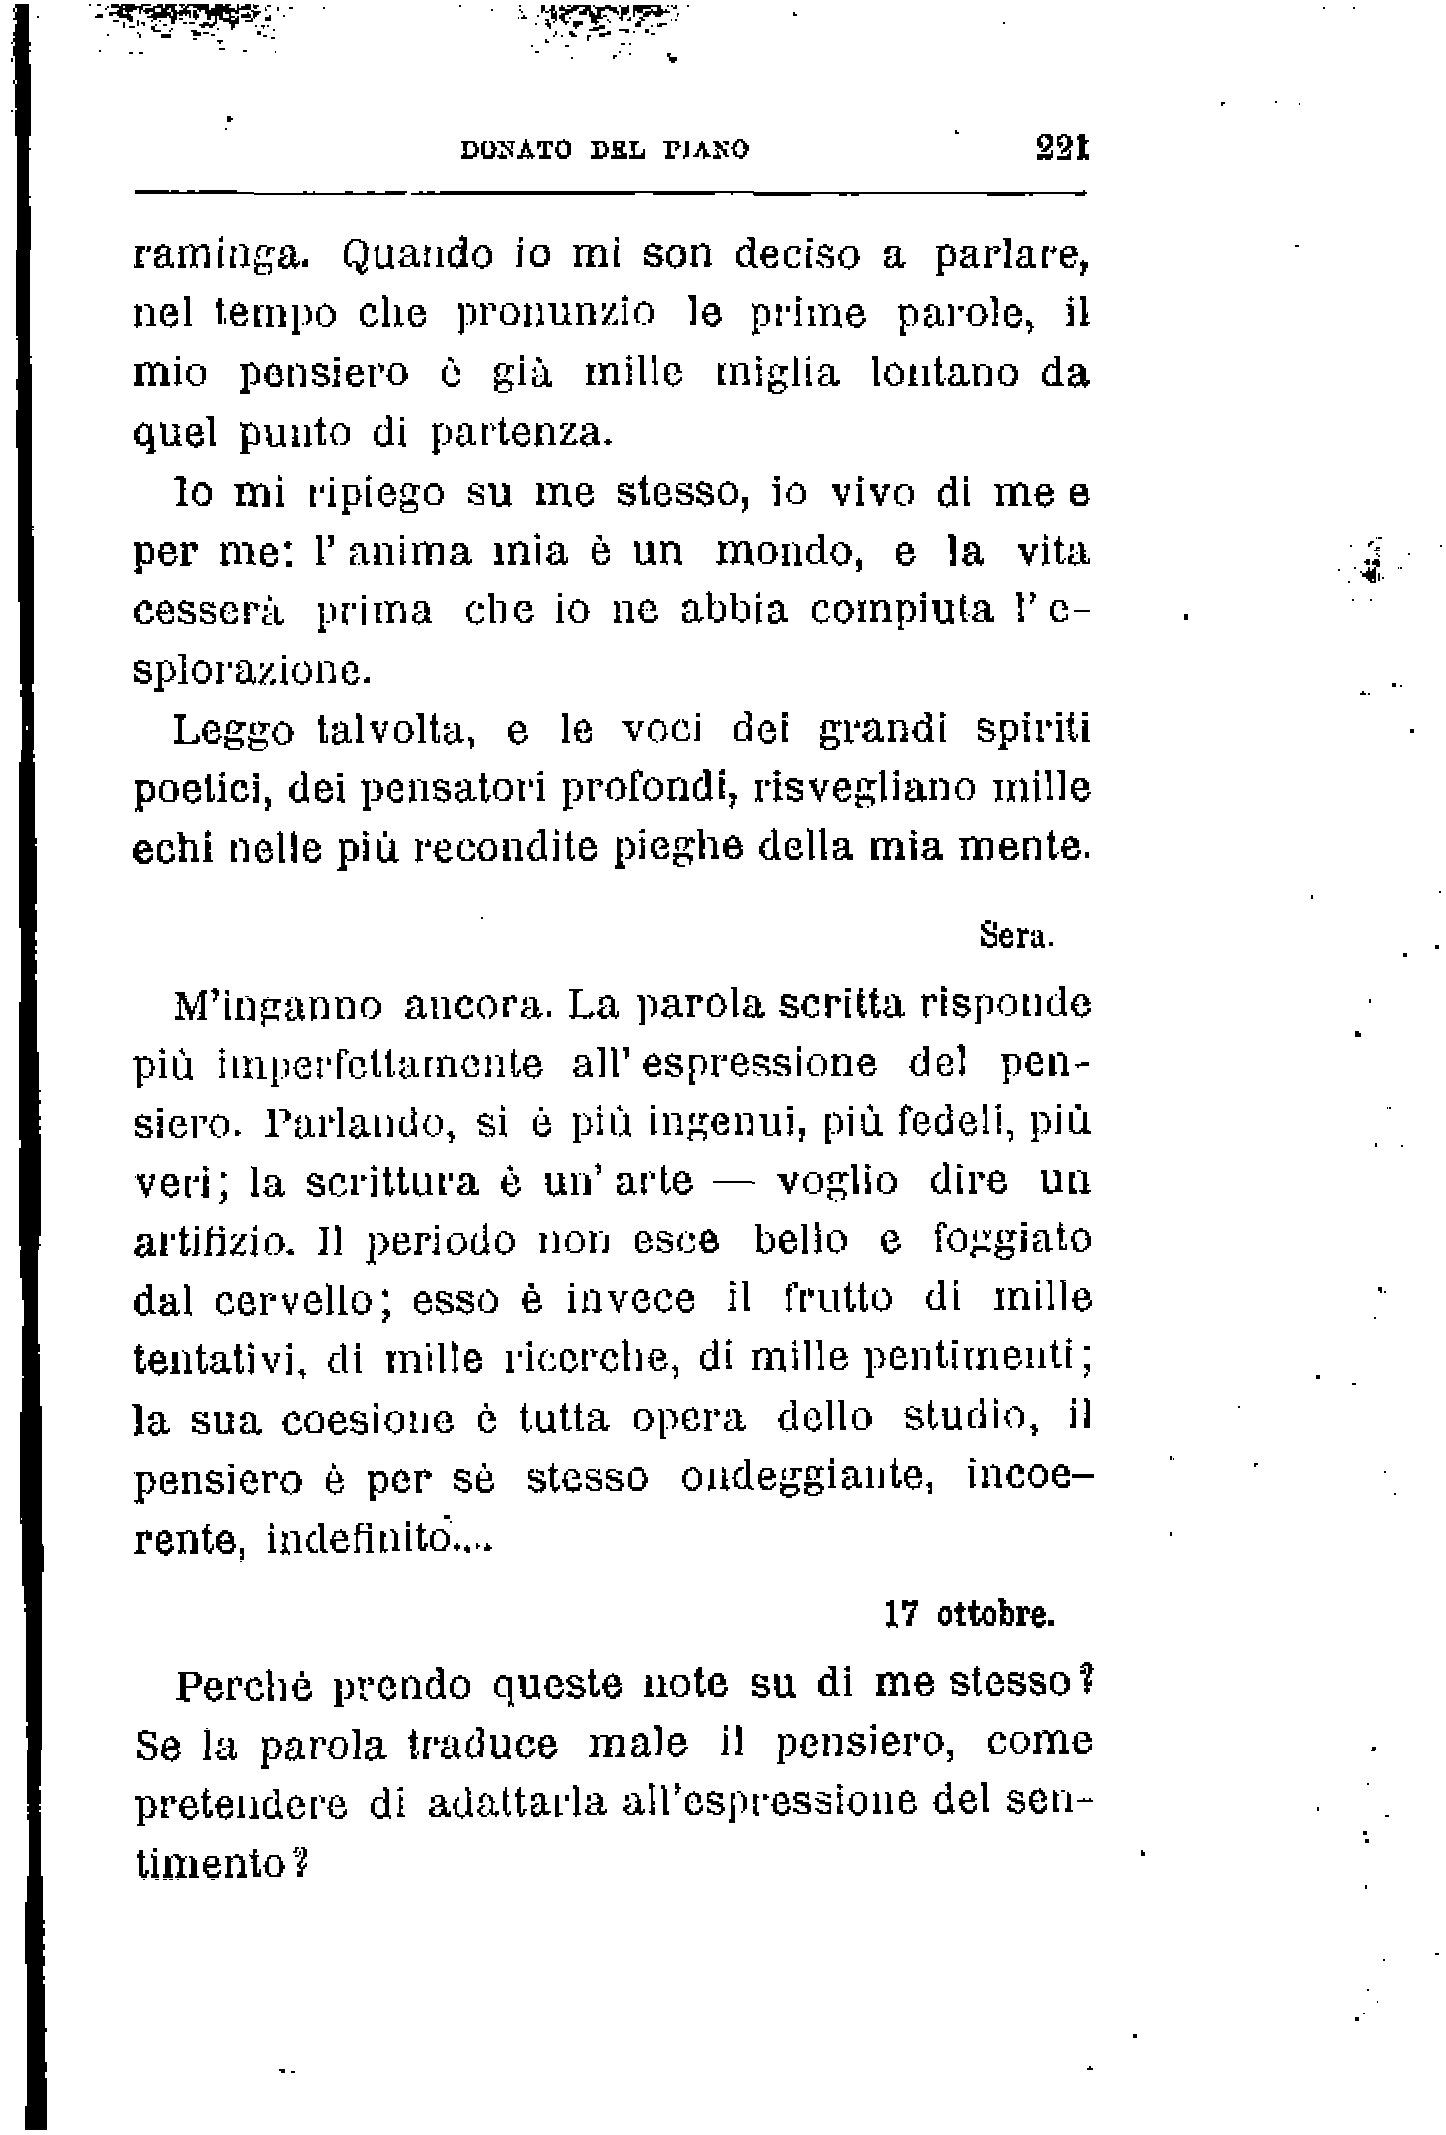 DONATO DEL PIANO 221
raminga. Quando io mi son deciso a parlare,
nel tempo che pronunzio le prime parole, il
mio pensiero è già mille miglia lontano da
quel punto di partenza.
Io mi ripiego su me stesso, io vivo di me e
per me: l' anima mia è un mondo, e la vita
cesserà prima che io ne abbia compiuta l' e-
splorazione.
Leggo talvolta, e le voci dei grandi spiriti
poetici, dei pensatori profondi, risvegliano mille
echi nelle più recondite pieghe della mia mente.
Sera.
M'inganno ancora. La parola scritta risponde
più imperfettamente all' espressione del pen-
siero. Parlando, si è più ingenui, più fedeli, più
veri; la scrittura è un' arte — voglio dire un
artifizio. Il periodo non esce bello e foggiato
dal cervello; esso è invece il frutto di mille
tentativi, di mille ricerche, di mille pentimenti;
la sua coesione è tutta opera dello studio, il
pensiero è per sè stesso ondeggiante, incoe-
rente, indefinito....
17 ottobre.
Perchè prendo queste note su di me stesso?
Se la parola traduce male il pensiero, come
pretendere di adattarla all'espressione del sen-
timento?